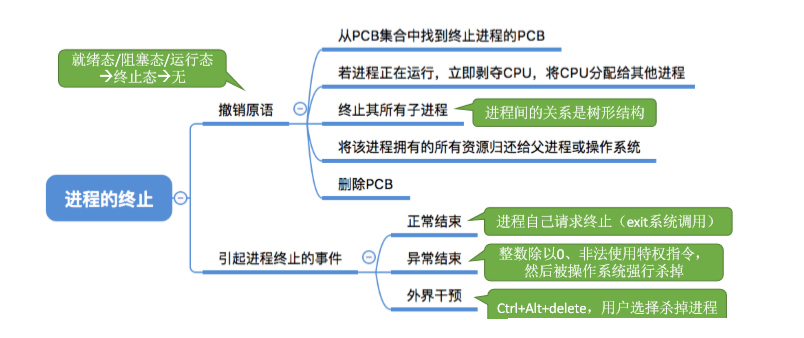 从PCB集合中找到终止进程的PCB
就绪态/阻塞态/运行态
→终止态→无
若进程正在运行，立即剥夺CPU，将CPU分配给其他进程
撤销原语
终止其所有子进程
进程间的关系是树形结构
将该进程拥有的所有资源归还给父进程或操作系统
删除PCB
进程的终止
正常结束
进程自己请求终止（exit系统调用）
引起进程终止的事件
异常结束
整数除以0、非法使用特权指令，
然后被操作系统强行杀掉
外界干预
Ctrl+Alt+delete，用户选择杀掉进程